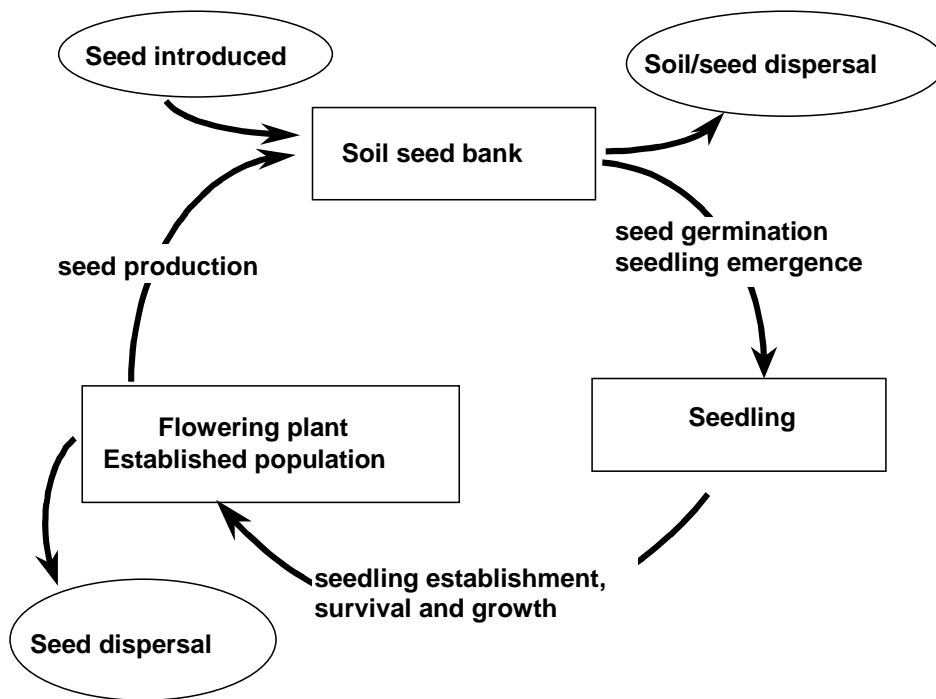 Seed introduced
Soil/seed dispersal
Soil seed bank
seed germination
seedling emergence
seed production
Seedling
Flowering plant
Established population
seedling establishment,
survival and growth
Seed dispersal